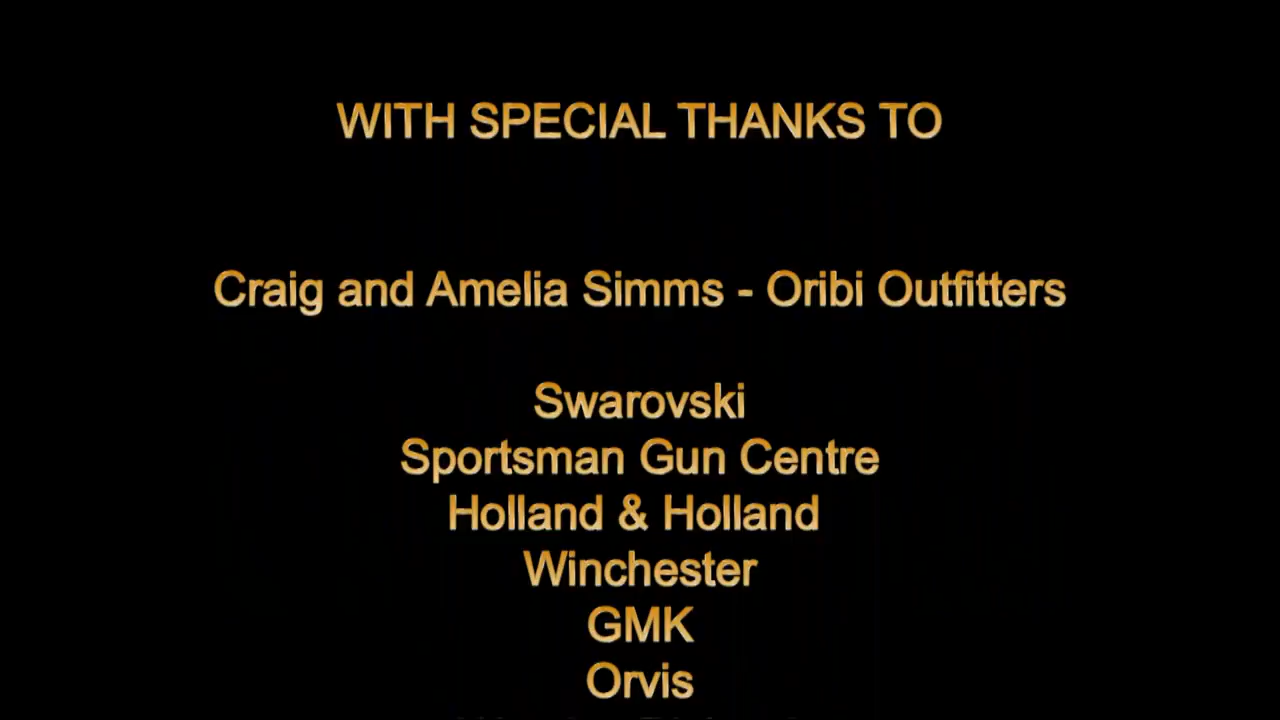 WITH SPECIAL THANKS TO
Craig and Amelia Simms - Oribi Outfitters
Swarovski
Sportsman Gun Centre
Holland & Holland
Winchester
GMK
Orvis